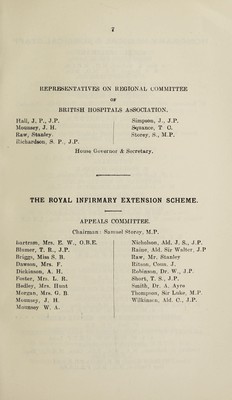 2
REPRESENTATIVES ON REGIONAL COMMITTEE
OF
BRITISH HOSPITALS ASSOCIATION.
Hall, J. P., J.P.
Mounsey, J. H.
Raw, Stanley.
Richardson, S. P., J.P.
Simpson, J., J.P.
Squance, T. C.
Storey, S., M.P.
House Governor & Secretary.
THE ROYAL INFIRMARY EXTENSION SCHEME.
APPEALS COMMITTEE.
Chairman: Samuel Storey, M.P.
Bartram, Mrs. E. W., O.B.E.
Blumer, T. R., J.P.
Briggs, Miss S. B.
Dawson, Mrs. F.
Dickinson, A. H.
Foster, Mrs. L. R.
Hedley, Mrs. Hunt
Morgan, Mrs. G. B.
Mounsey, J. H.
Mounsey W. A.
Nicholson, Ald. J. S., J.P.
Raine, Ald. Sir Walter, J.P
Raw, Mr. Stanley
Ritson, Coun. J.
Robinson, Dr. W., J.P.
Short, T. S., J.P.
Smith, Dr. A. Ayre
Thompson, Sir Luke, M.P.
Wilkinson, Ald. C., J.P.